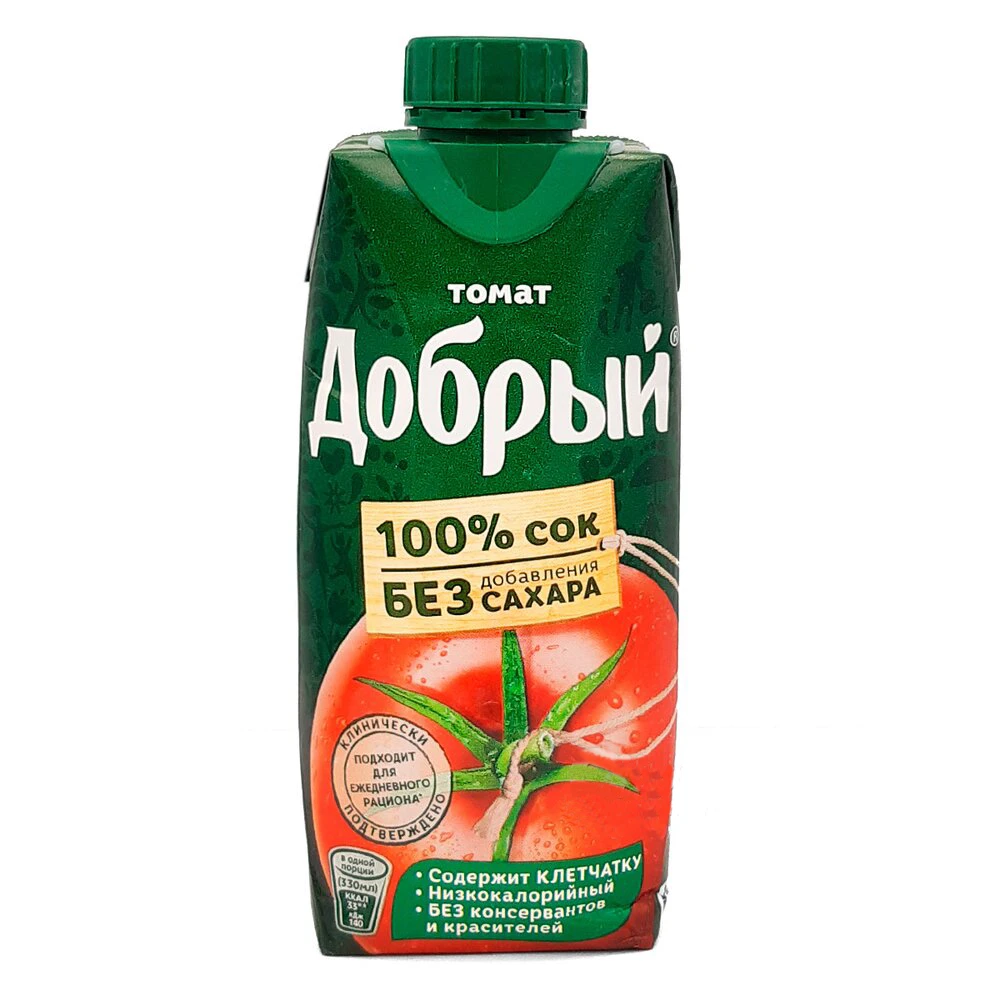 томат
Добрый®
100% сок
БЕЗ добавления
САХАРА
КЛИНИЧЕСКИ
ПОДХОДИТ
ДЛЯ
ЕЖЕДНЕВНОГО
РАЦИОНА*
ПОДТВЕРЖДЕНО
в одной
порции
(330мл)
ККАЛ
33**
кДж
140
• Содержит КЛЕТЧАТКУ
• Низкокалорийный
• БЕЗ консервантов
и красителей